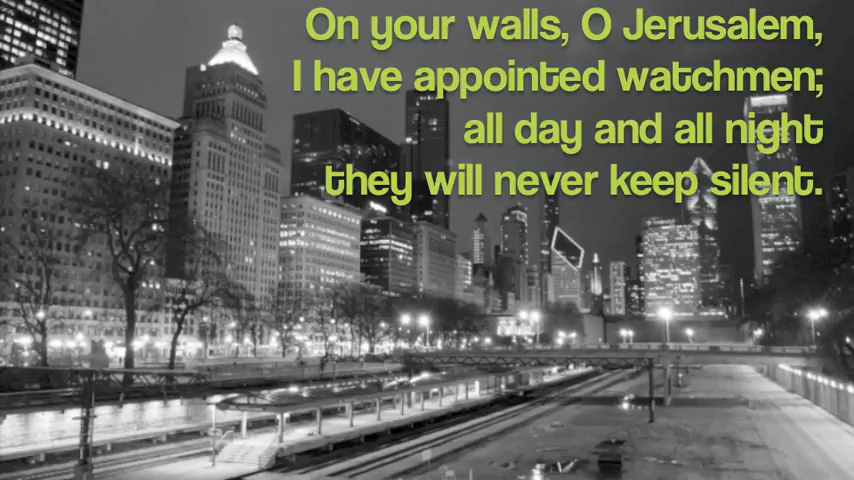 On your walls, O Jerusalem,
I have appointed watchmen;
all day and all night
they will never keep silent.